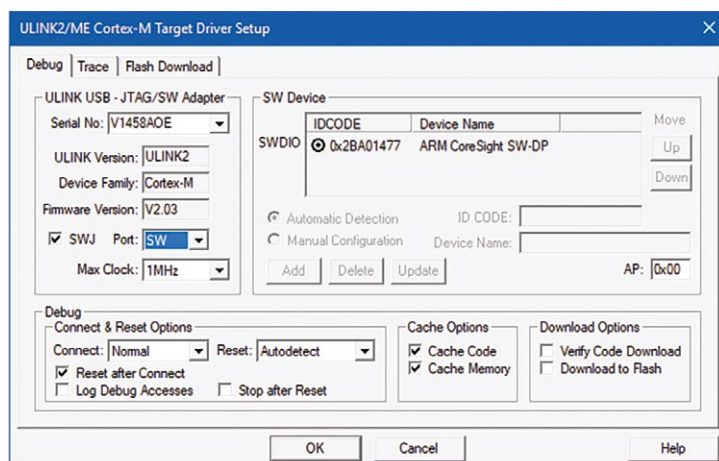 ULINK2/ME Cortex-M Target Driver Setup
Debug Trace Flash Download
ULINK USB - JTAG/SW Adapter
Serial No: V1458AOE
ULINK Version: ULINK2
Device Family: Cortex-M
Firmware Version: V2.03
SWJ Port: SW
Max Clock: 1MHz
SW Device
IDCODE Device Name
SWDIO 0x2BA01477 ARM CoreSight SW-DP
Move
Up
Down
Automatic Detection ID CODE:
Manual Configuration Device Name:
Add Delete Update AP: 0x00
Debug
Connect & Reset Options
Connect: Normal Reset: Autodetect
Reset after Connect
Log Debug Accesses Stop after Reset
Cache Options
Cache Code
Cache Memory
Download Options
Verify Code Download
Download to Flash
OK Cancel Help